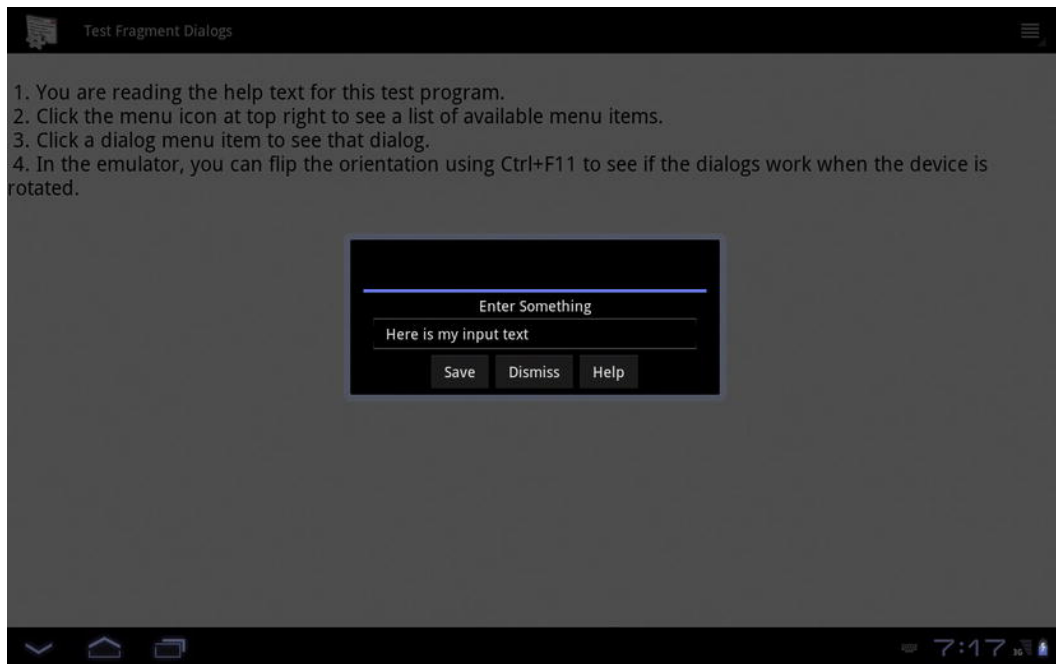 Test Fragment Dialogs
1. You are reading the help text for this test program.
2. Click the menu icon at top right to see a list of available menu items.
3. Click a dialog menu item to see that dialog.
4. In the emulator, you can flip the orientation using Ctrl+F11 to see if the dialogs work when the device is
rotated.
Enter Something
Here is my input text
Save Dismiss Help
7:17 3G